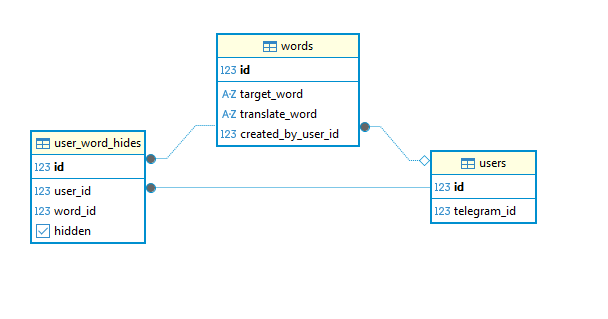 words
123 id
A-Z target_word
A-Z translate_word
123 created_by_user_id
user_word_hides
123 id
123 user_id
123 word_id
hidden
users
123 id
123 telegram_id